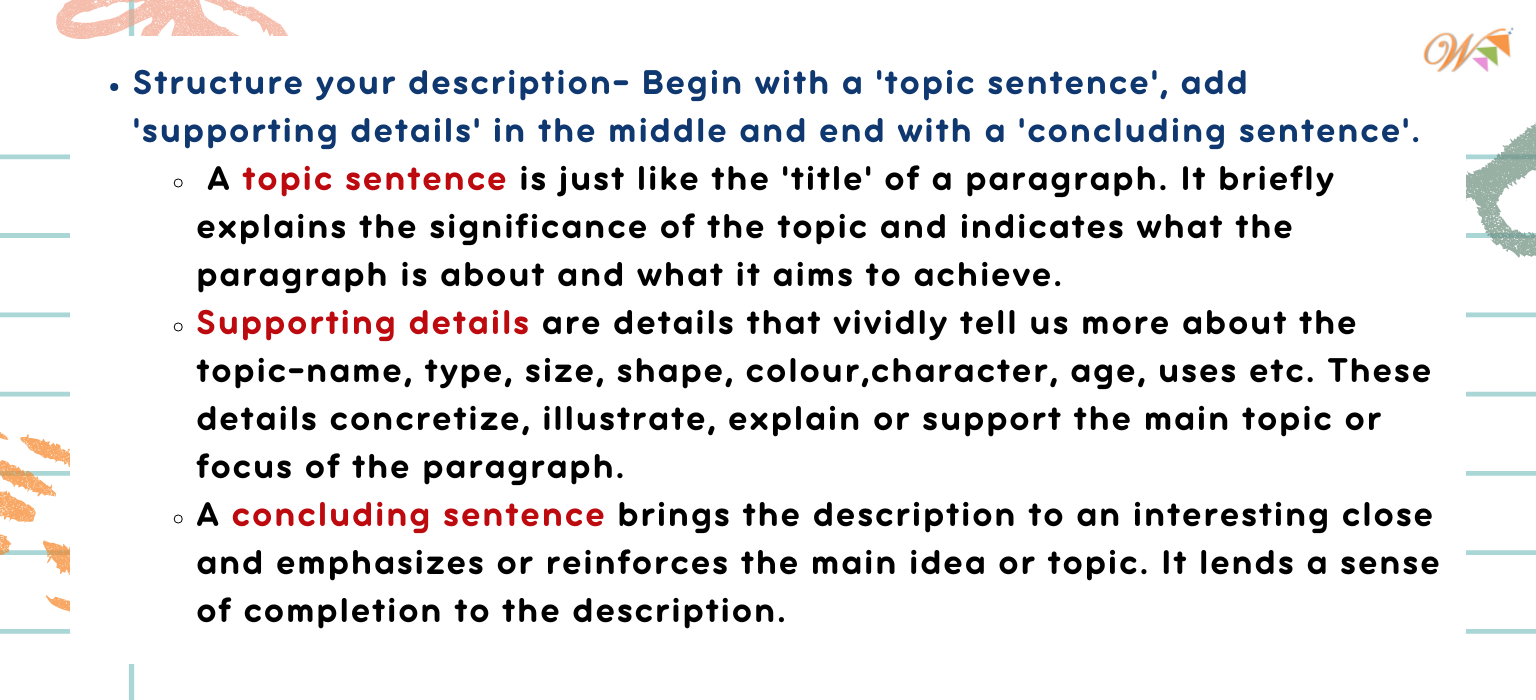 • Structure your description- Begin with a 'topic sentence', add
'supporting details' in the middle and end with a 'concluding sentence'.
◦ A topic sentence is just like the 'title' of a paragraph. It briefly
explains the significance of the topic and indicates what the
paragraph is about and what it aims to achieve.
◦ Supporting details are details that vividly tell us more about the
topic-name, type, size, shape, colour,character, age, uses etc. These
details concretize, illustrate, explain or support the main topic or
focus of the paragraph.
◦ A concluding sentence brings the description to an interesting close
and emphasizes or reinforces the main idea or topic. It lends a sense
of completion to the description.
W